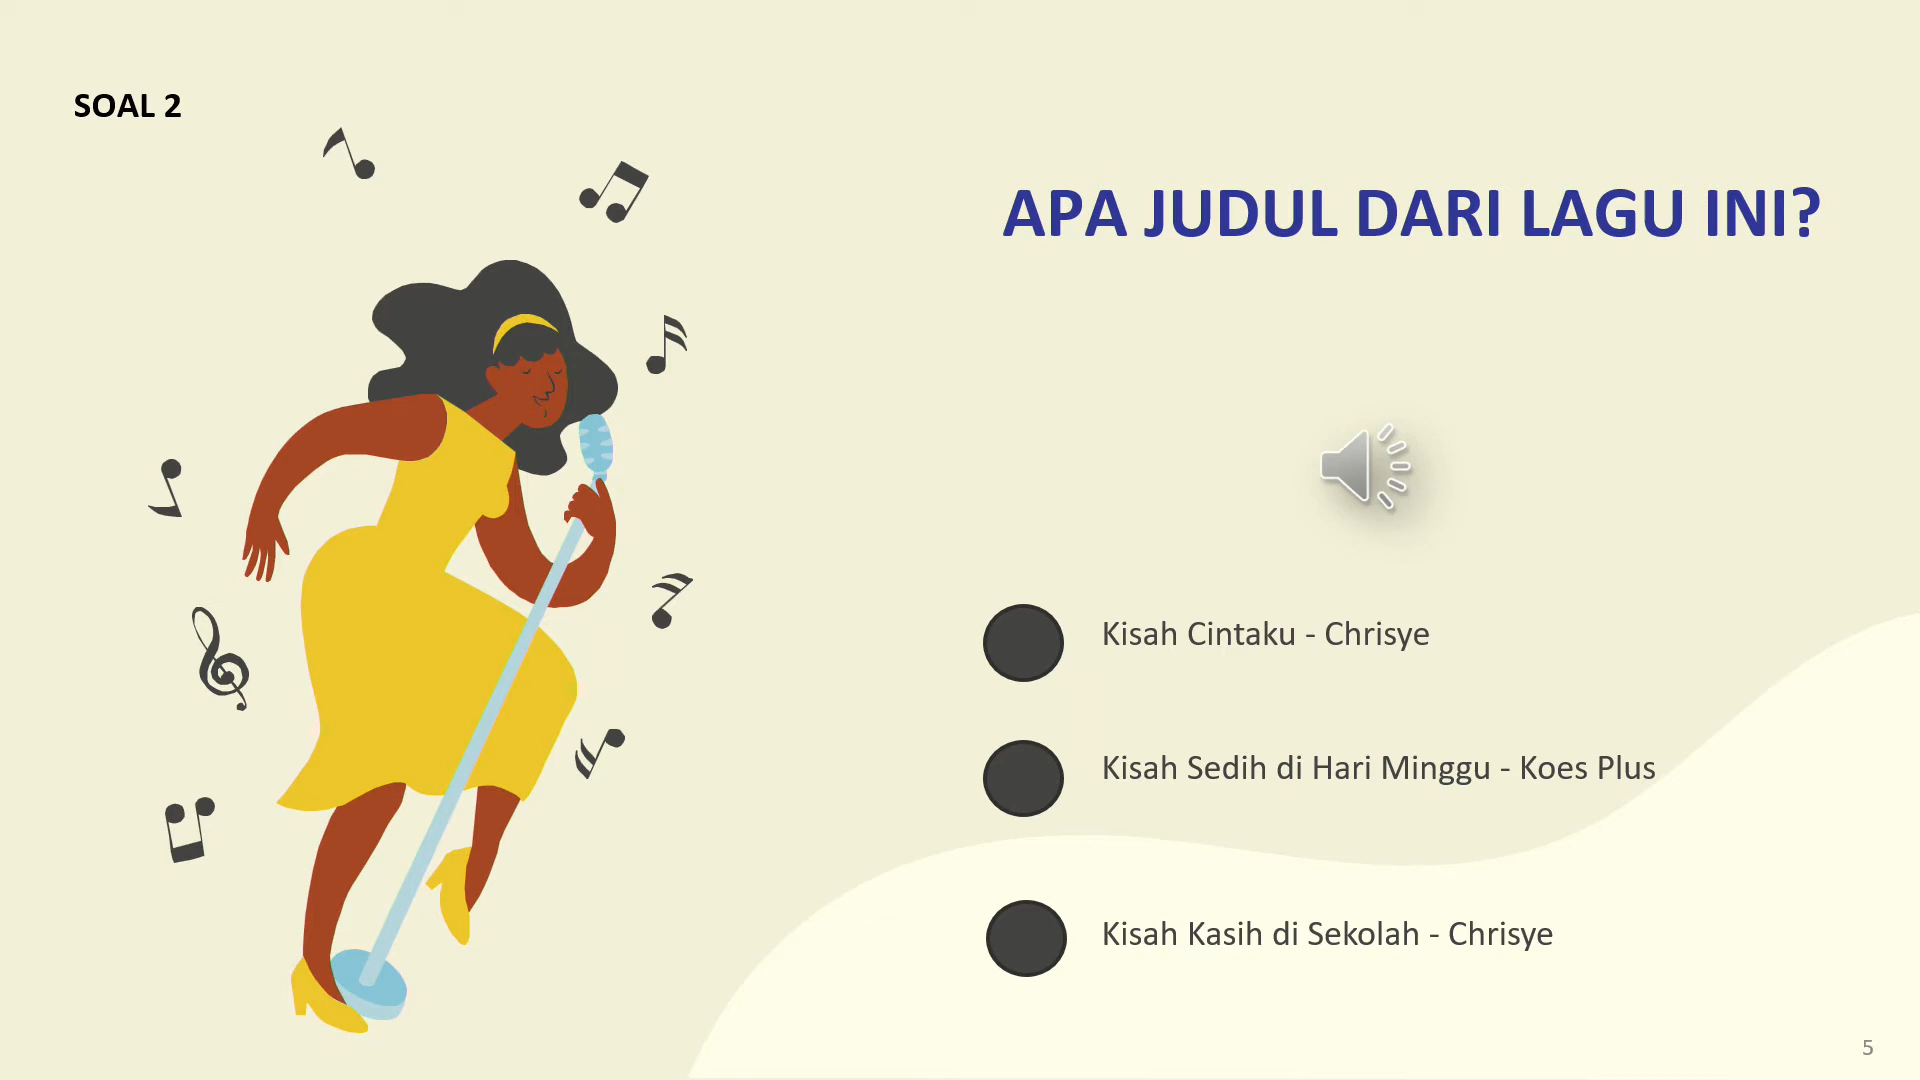 SOAL 2
APA JUDUL DARI LAGU INI?
Kisah Cintaku - Chrisye
Kisah Sedih di Hari Minggu - Koes Plus
Kisah Kasih di Sekolah - Chrisye
5